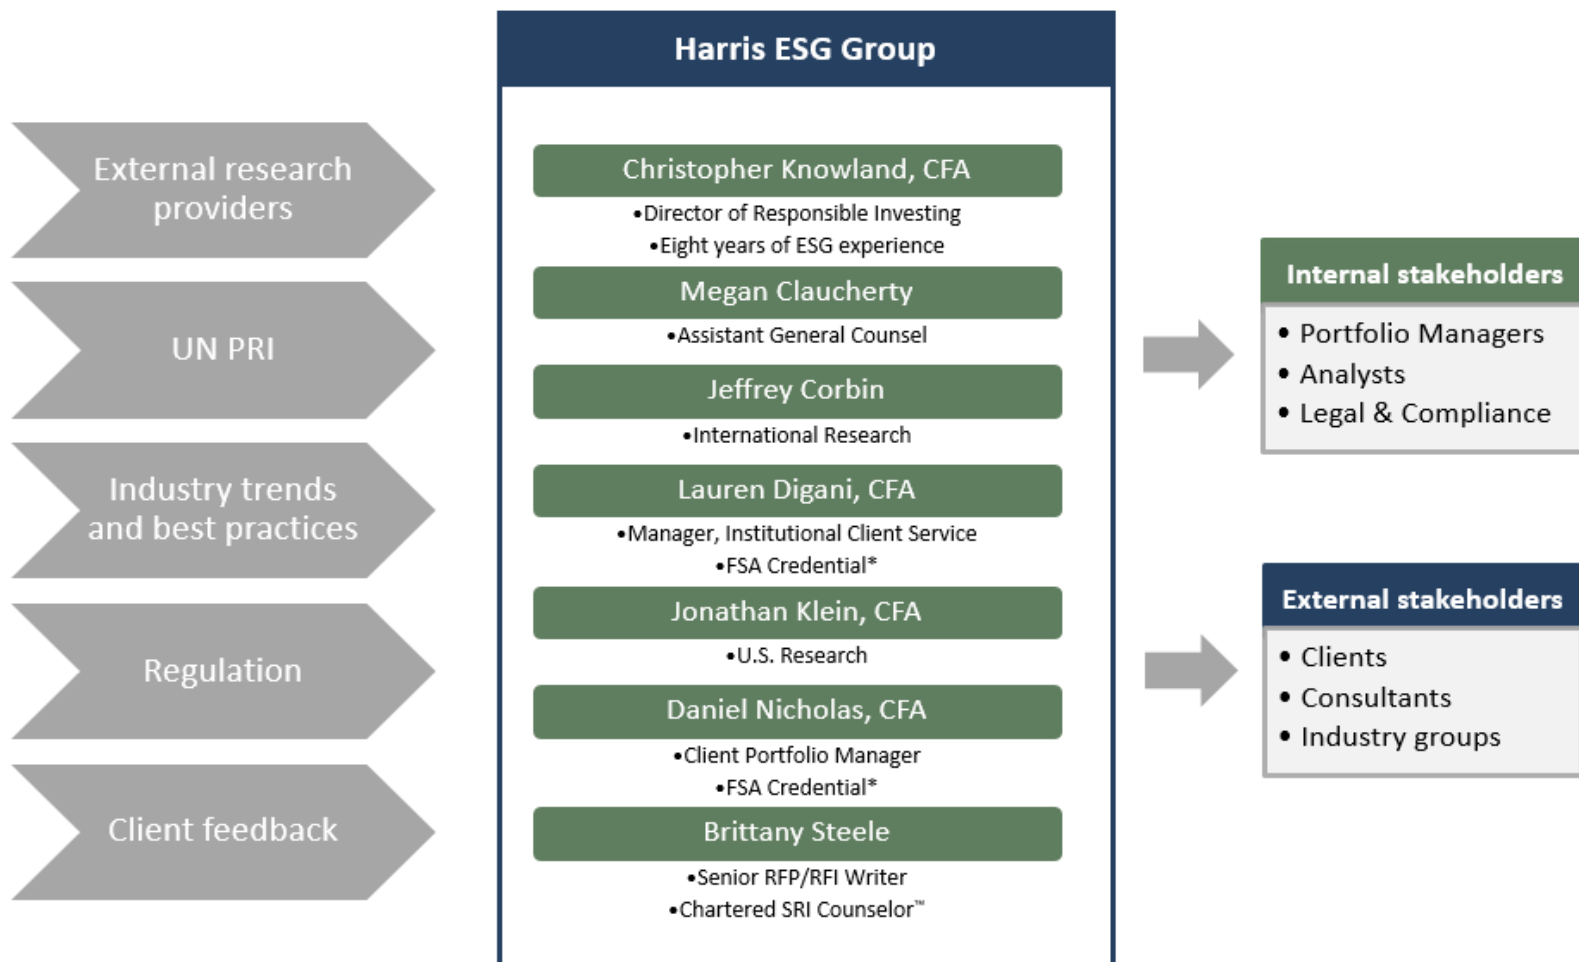 Harris ESG Group
External research
providers
UN PRI
Industry trends
and best practices
Regulation
Client feedback
Christopher Knowland, CFA
•Director of Responsible Investing
•Eight years of ESG experience
Megan Claucherty
•Assistant General Counsel
Jeffrey Corbin
•International Research
Lauren Digani, CFA
•Manager, Institutional Client Service
•FSA Credential*
Jonathan Klein, CFA
•U.S. Research
Daniel Nicholas, CFA
•Client Portfolio Manager
•FSA Credential*
Brittany Steele
•Senior RFP/RFI Writer
•Chartered SRI Counselor™
Internal stakeholders
• Portfolio Managers
• Analysts
• Legal & Compliance
External stakeholders
• Clients
• Consultants
• Industry groups